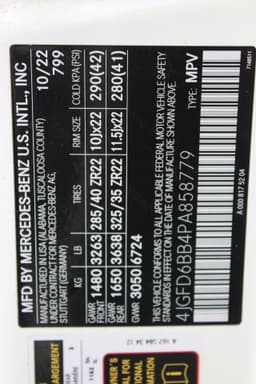 MFD BY MERCEDES-BENZ U.S. INTL., INC
MANUFACTURED IN USA (ALABAMA, TUSCALOOSA COUNTY)
UNDER CONTRACT FOR MERCEDES-BENZ AG,
STUTTGART (GERMANY)
10/22
799
KG LB TIRES RIM SIZE COLD KPA (PSI)
GAWR FRT 1480 3263 285/40 ZR22 10Jx22 290(42)
GAWR REAR 1650 3638 325/35 ZR22 11.5Jx22 280(41)
GVWR 3050 6724
THIS VEHICLE CONFORMS TO ALL APPLICABLE FEDERAL MOTOR VEHICLE SAFETY
STANDARDS IN EFFECT ON THE DATE OF MANUFACTURE SHOWN ABOVE.
4JGFD6BB4PA858779 TYPE: MPV
A 000 817 52 04